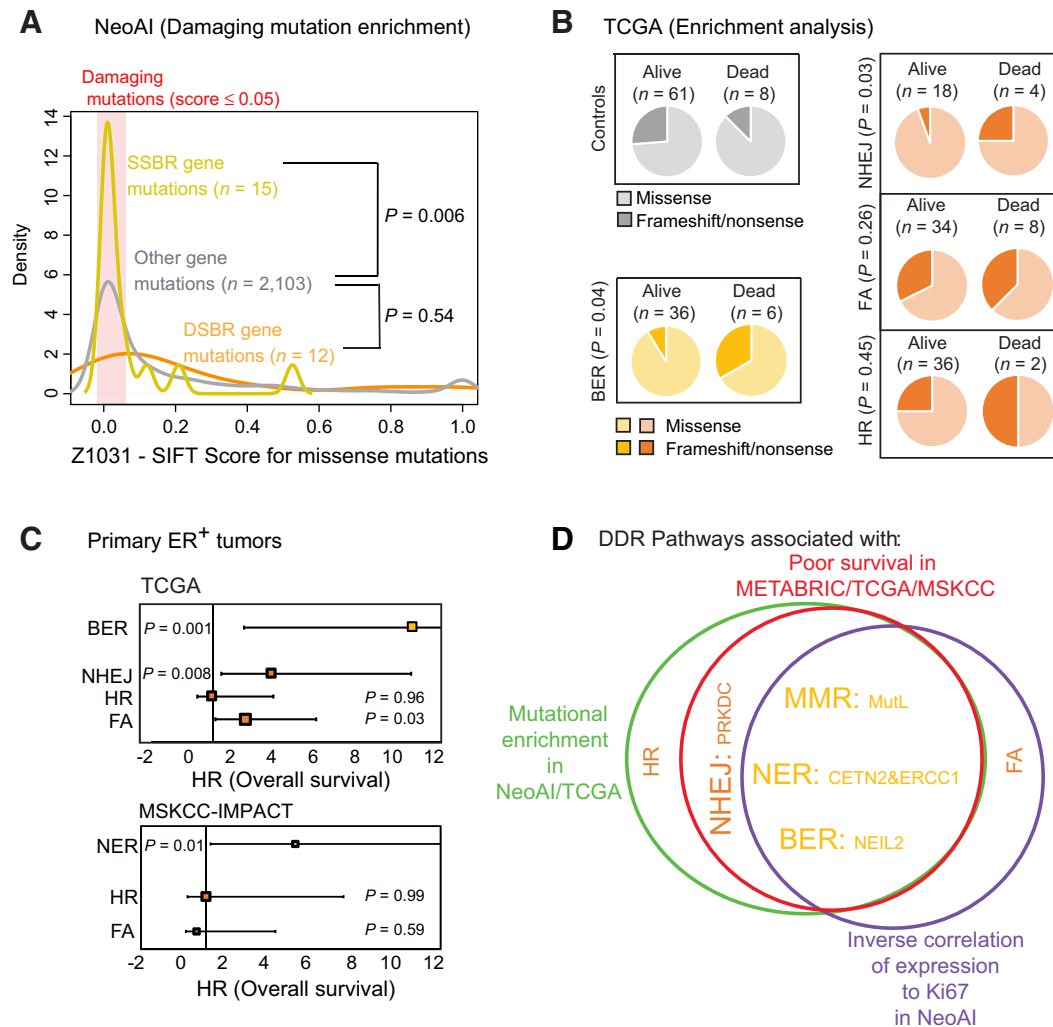 A
NeoAI (Damaging mutation enrichment)
Damaging
mutations (score ≤ 0.05)
14
12
10
8
6
4
2
0
Density
SSBR gene
mutations (n = 15)
P = 0.006
Other gene
mutations (n = 2,103)
P = 0.54
DSBR gene
mutations (n = 12)
0.0 0.2 0.4 0.6 0.8 1.0
Z1031 - SIFT Score for missense mutations
B
TCGA (Enrichment analysis)
Controls
Alive
(n = 61)
Dead
(n = 8)
Missense
Frameshift/nonsense
BER (P = 0.04)
Alive
(n = 36)
Dead
(n = 6)
Missense
Frameshift/nonsense
NHEJ (P = 0.03)
Alive
(n = 18)
Dead
(n = 4)
FA (P = 0.26)
Alive
(n = 34)
Dead
(n = 8)
HR (P = 0.45)
Alive
(n = 36)
Dead
(n = 2)
C
Primary ER+ tumors
TCGA
BER P = 0.001
NHEJ P = 0.008
HR P = 0.96
FA P = 0.03
-2 0 2 4 6 8 10 12
HR (Overall survival)
MSKCC-IMPACT
NER P = 0.01
HR P = 0.99
FA P = 0.59
-2 0 2 4 6 8 10 12
HR (Overall survival)
D
DDR Pathways associated with:
Poor survival in
METABRIC/TCGA/MSKCC
Mutational
enrichment
in
NeoAI/TCGA
HR
NHEJ: PRKDC
MMR: MutL
NER: CETN2&ERCC1
BER: NEIL2
FA
Inverse correlation
of expression
to Ki67
in NeoAI